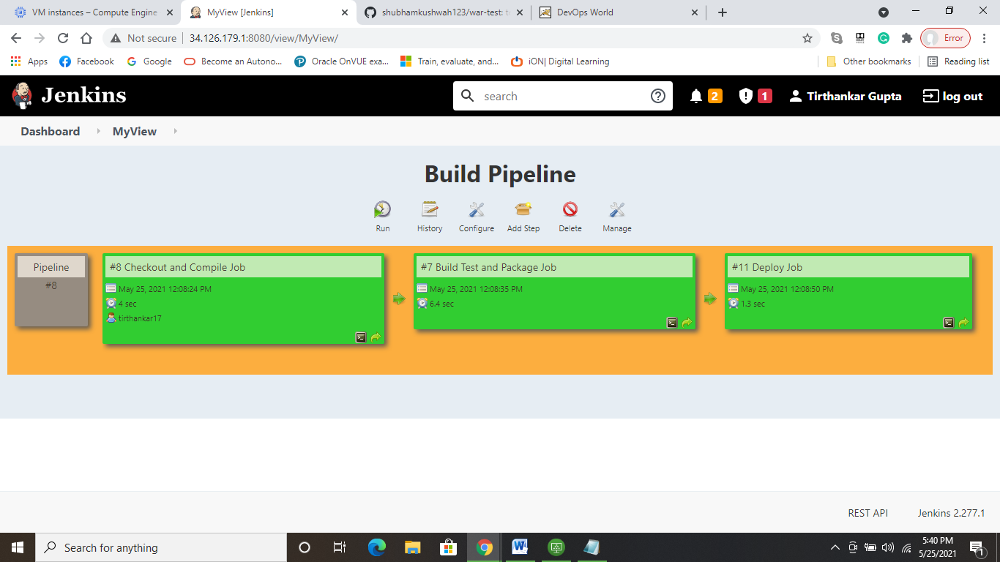 VM instances – Compute Engine
MyView [Jenkins]
shubhamkushwah123/war-test: t
DevOps World
Not secure
34.126.179.1:8080/view/MyView/
Error
Apps
Facebook
Google
Become an Autono...
Oracle OnVUE exa...
Train, evaluate, and...
iON| Digital Learning
Other bookmarks
Reading list
Jenkins
search
2
1
Tirthankar Gupta
log out
Dashboard
MyView
Build Pipeline
Run
History
Configure
Add Step
Delete
Manage
Pipeline
#8
#8 Checkout and Compile Job
May 25, 2021 12:08:24 PM
4 sec
tirthankar17
#7 Build Test and Package Job
May 25, 2021 12:08:35 PM
6.4 sec
#11 Deploy Job
May 25, 2021 12:08:50 PM
1.3 sec
REST API
Jenkins 2.277.1
Search for anything
5:40 PM
5/25/2021
1